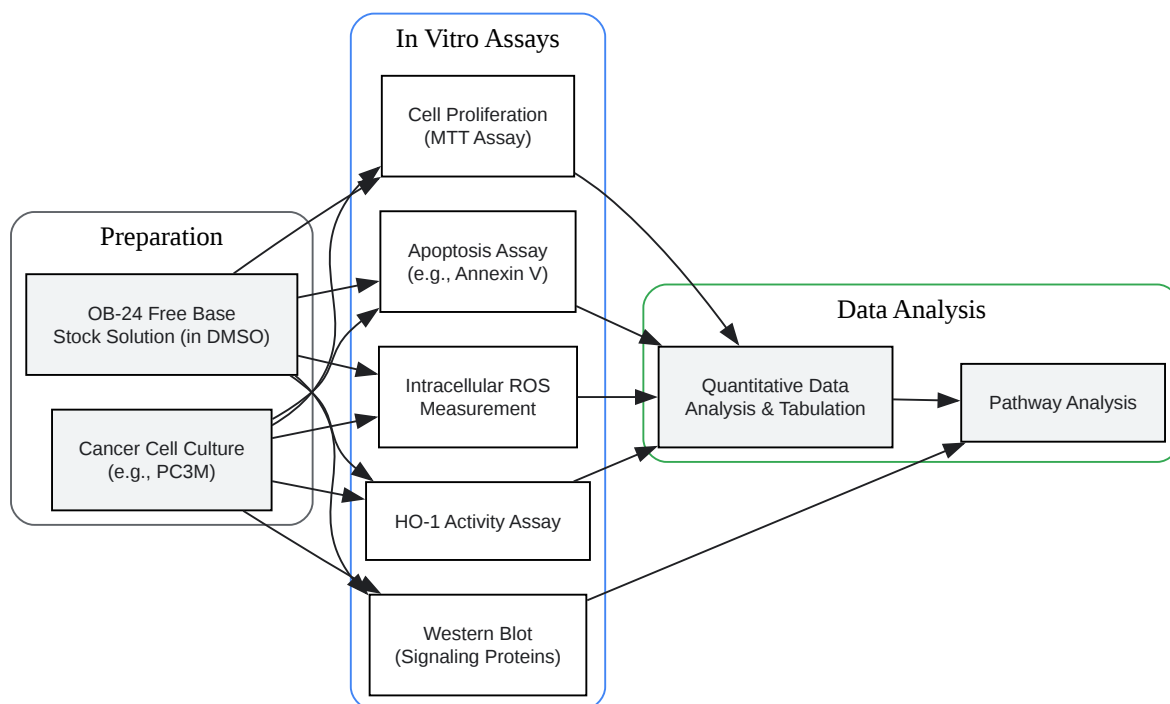 Preparation
OB-24 Free Base
Stock Solution (in DMSO)
Cancer Cell Culture
(e.g., PC3M)
In Vitro Assays
Cell Proliferation
(MTT Assay)
Apoptosis Assay
(e.g., Annexin V)
Intracellular ROS
Measurement
HO-1 Activity Assay
Western Blot
(Signaling Proteins)
Data Analysis
Quantitative Data
Analysis & Tabulation
Pathway Analysis